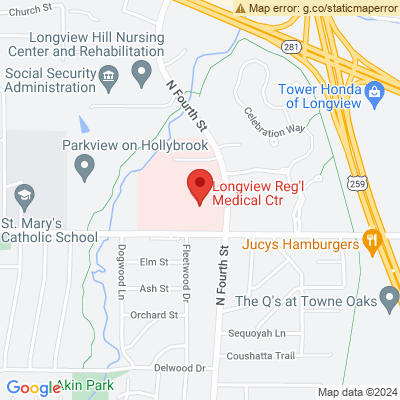 Church St
Map error: g.co/staticmaperror
Longview Hill Nursing
Center and Rehabilitation
281
Social Security
Administration
Tower Honda
of Longview
N Fourth St
Celebration Way
Parkview on Hollybrook
259
Longview Reg'l
Medical Ctr
St. Mary's
Catholic School
Jucys Hamburgers
Dogwood Ln
Elm St
Fleetwood Dr
N Fourth St
Ash St
The Q's at Towne Oaks
Orchard St
Sequoyah Ln
Coushatta Trail
Delwood Dr
Akin Park
Google
Map data ©2024